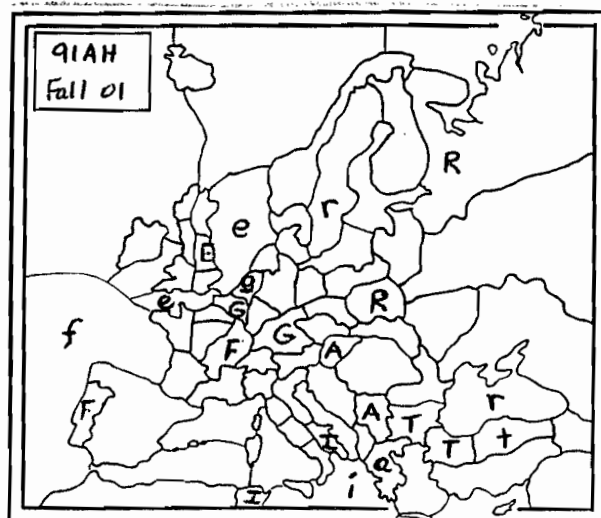 91AH
Fall 01
R
e r
E
g
e G R
f F G A
F A T r
I T t
a
I i